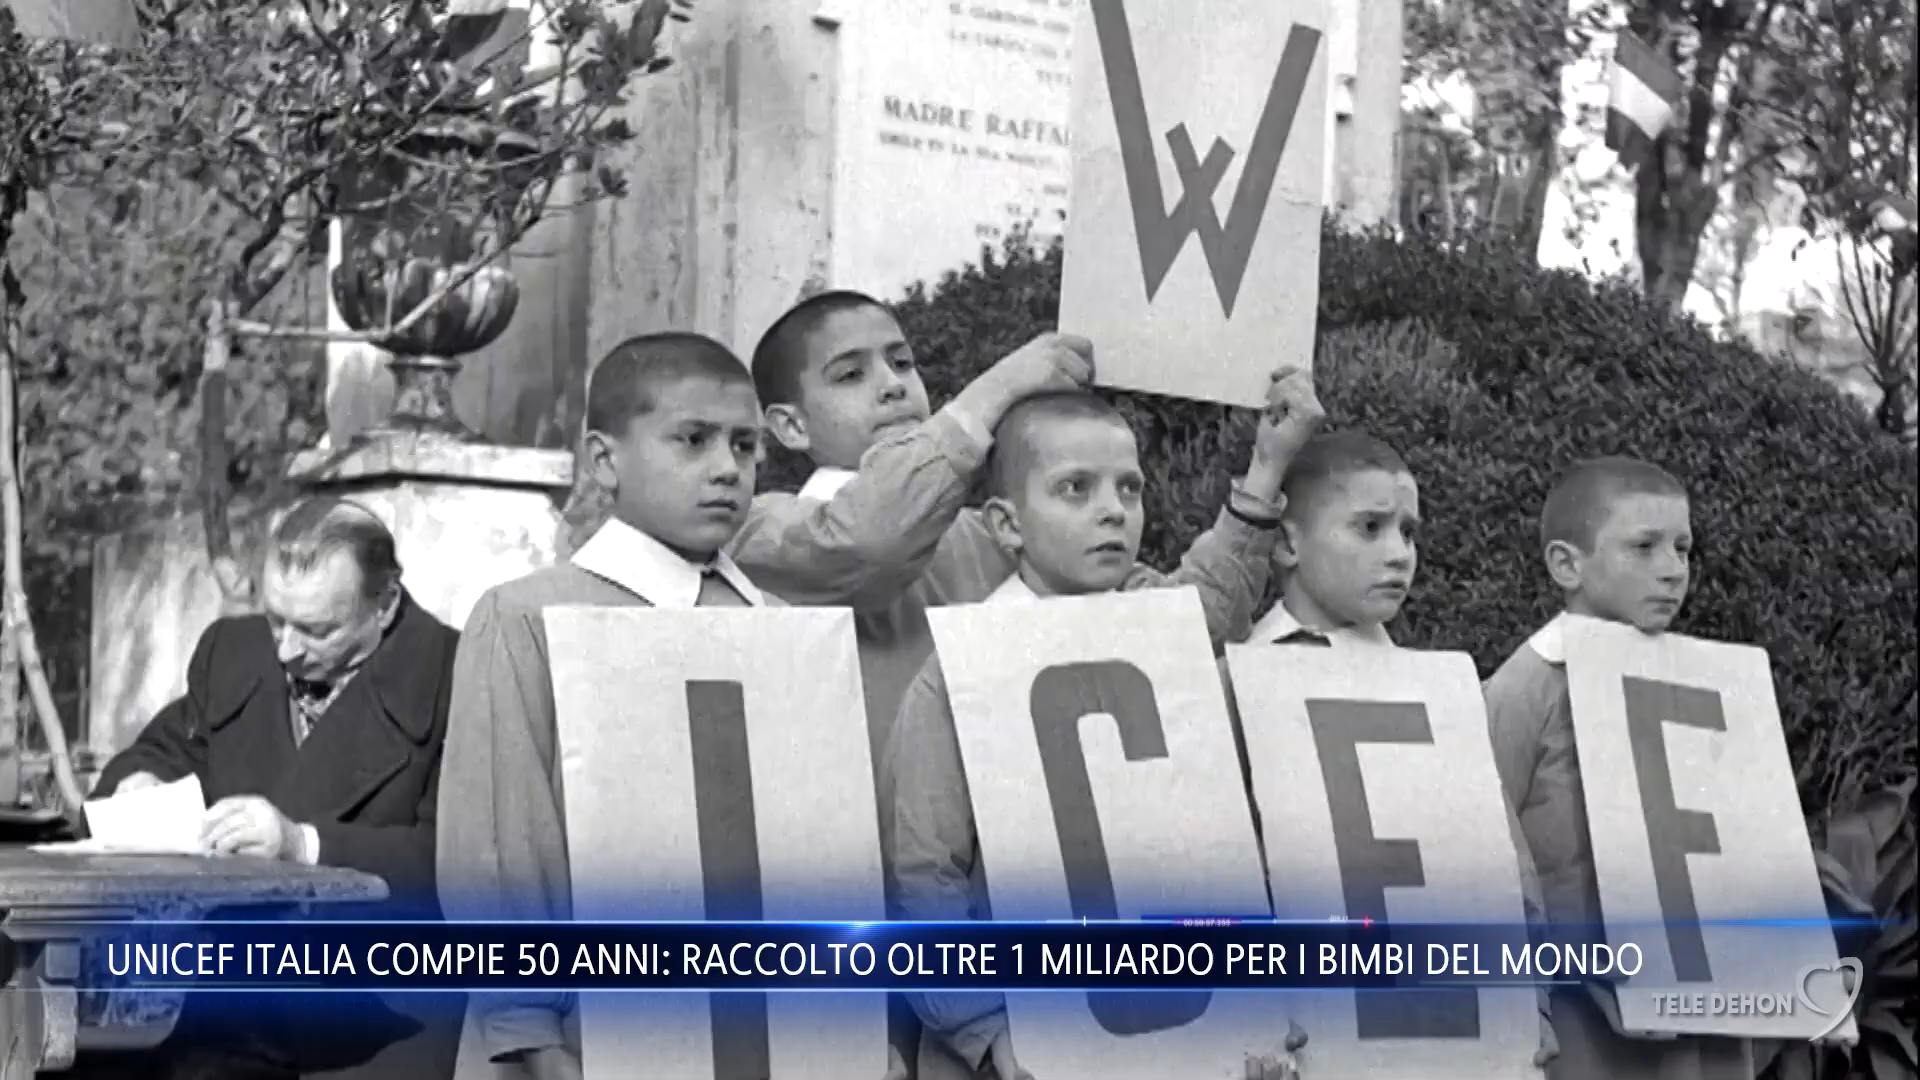 W
MADRE RAFFA
I
C
E
F
UNICEF ITALIA COMPIE 50 ANNI: RACCOLTO OLTRE 1 MILIARDO PER I BIMBI DEL MONDO
TELE DEHON